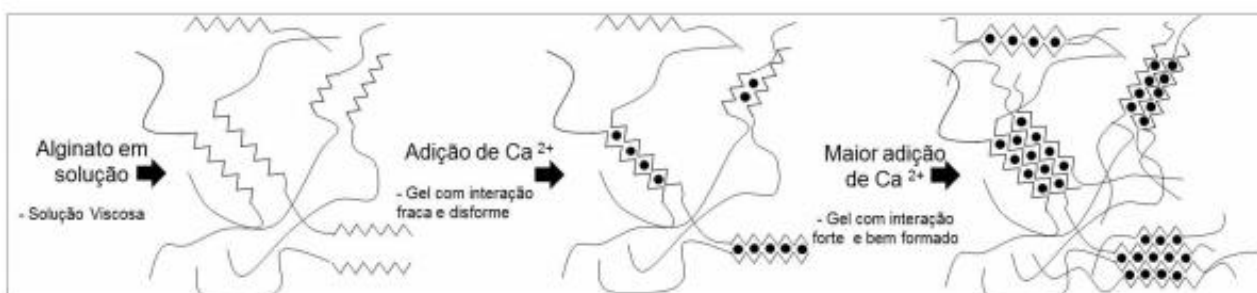 Alginato em
solução
- Solução Viscosa
Adição de Ca 2+
- Gel com interação
fraca e disforme
Maior adição
de Ca 2+
- Gel com interação
forte e bem formado